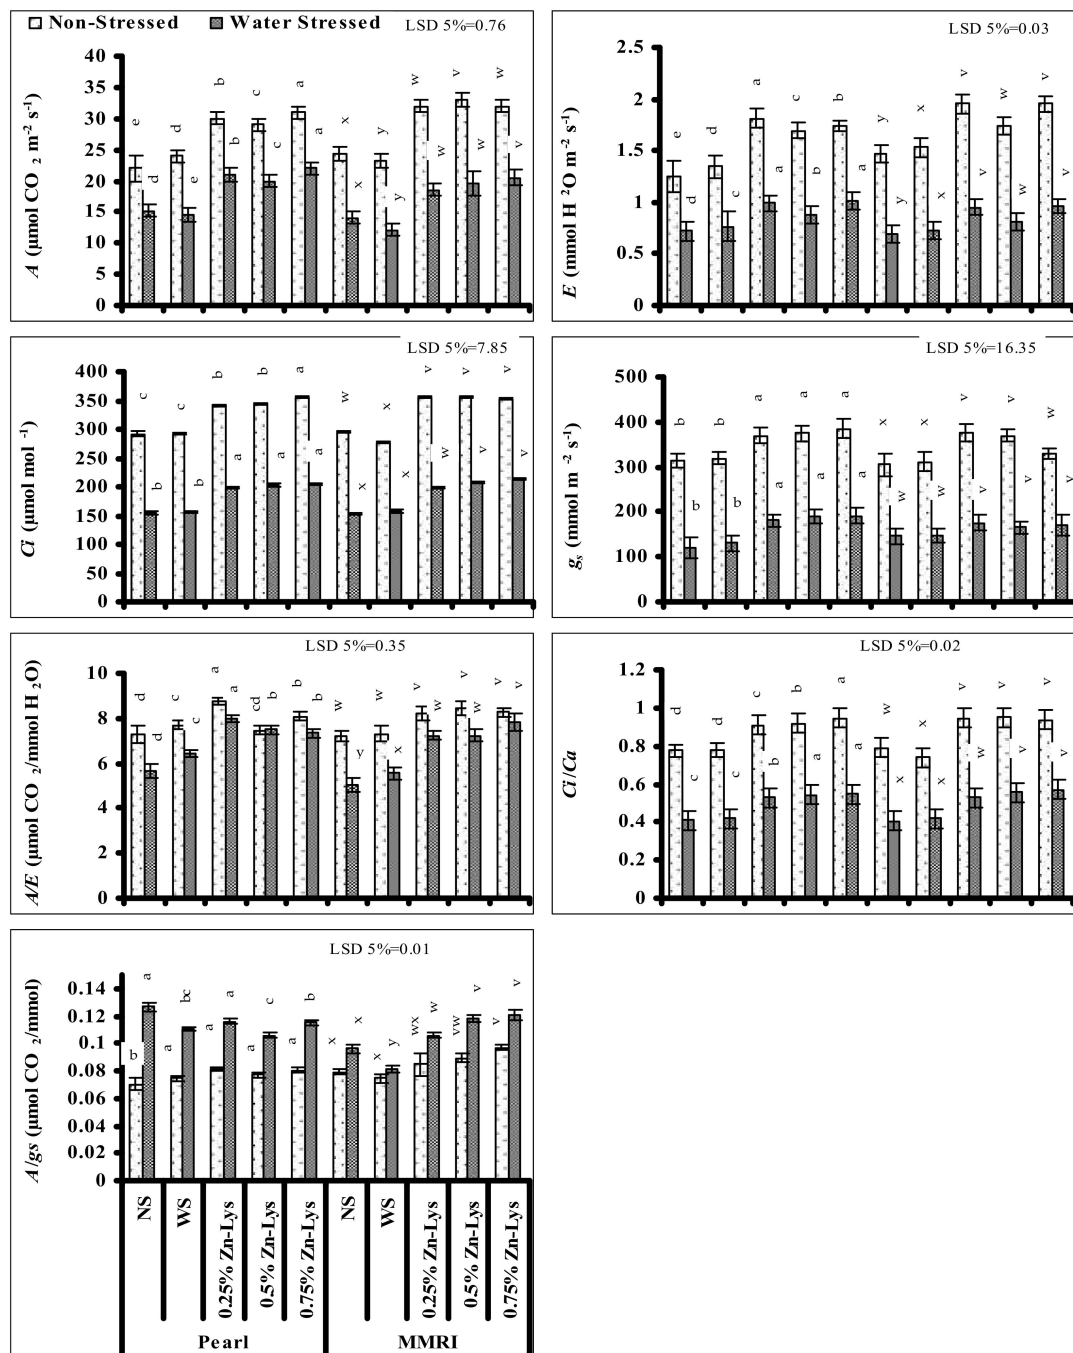 Non-Stressed Water Stressed LSD 5%=0.76
A (µmol CO 2 m-2 s-1)
40
35
30
25
20
15
10
5
0
e d d e b b c c a a x x y y w w v w w v
LSD 5%=0.03
E (mmol H 2O m-2 s-1)
2.5
2
1.5
1
0.5
0
e d d c a a c b b a y y x x v v w w v v
LSD 5%=7.85
Ci (µmol mol -1)
400
350
300
250
200
150
100
50
0
c b c b b a b a a a w x x x v w v v v v
LSD 5%=16.35
gs (mmol m -2 s-1)
500
400
300
200
100
0
b b b b a a a a a a x w x w v v v v w v
LSD 5%=0.35
A/E (µmol CO 2/mmol H 2O)
10
8
6
4
2
0
d d c c a a cd b b b w y w x v w v w v v
LSD 5%=0.02
Ci/Ca
1.2
1
0.8
0.6
0.4
0.2
0
d c d c c b b a a a w x x x v w v v v v
LSD 5%=0.01
A/gs (µmol CO 2/mmol)
0.14
0.12
0.1
0.08
0.06
0.04
0.02
0
b a a bc a a a c a b x x x y wx w vw v v v
NS
WS
0.25% Zn-Lys
0.5% Zn-Lys
0.75% Zn-Lys
NS
WS
0.25% Zn-Lys
0.5% Zn-Lys
0.75% Zn-Lys
Pearl MMRI